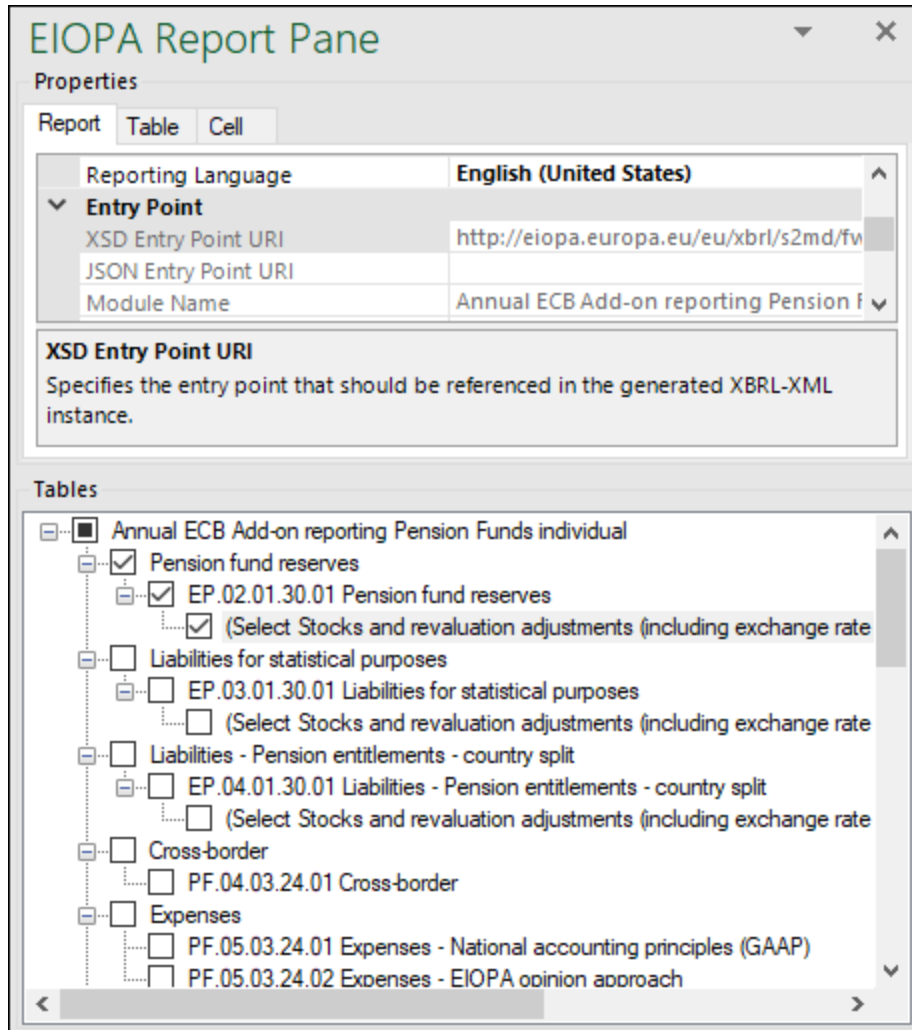 EIOPA Report Pane
Properties
Report Table Cell
Reporting Language English (United States)
Entry Point
XSD Entry Point URI http://eiopa.europa.eu/eu/xbrl/s2md/fw
JSON Entry Point URI
Module Name Annual ECB Add-on reporting Pension F
XSD Entry Point URI
Specifies the entry point that should be referenced in the generated XBRL-XML
instance.
Tables
Annual ECB Add-on reporting Pension Funds individual
Pension fund reserves
EP.02.01.30.01 Pension fund reserves
(Select Stocks and revaluation adjustments (including exchange rate
Liabilities for statistical purposes
EP.03.01.30.01 Liabilities for statistical purposes
(Select Stocks and revaluation adjustments (including exchange rate
Liabilities - Pension entitlements - country split
EP.04.01.30.01 Liabilities - Pension entitlements - country split
(Select Stocks and revaluation adjustments (including exchange rate
Cross-border
PF.04.03.24.01 Cross-border
Expenses
PF.05.03.24.01 Expenses - National accounting principles (GAAP)
PF.05.03.24.02 Expenses - EIOPA opinion approach